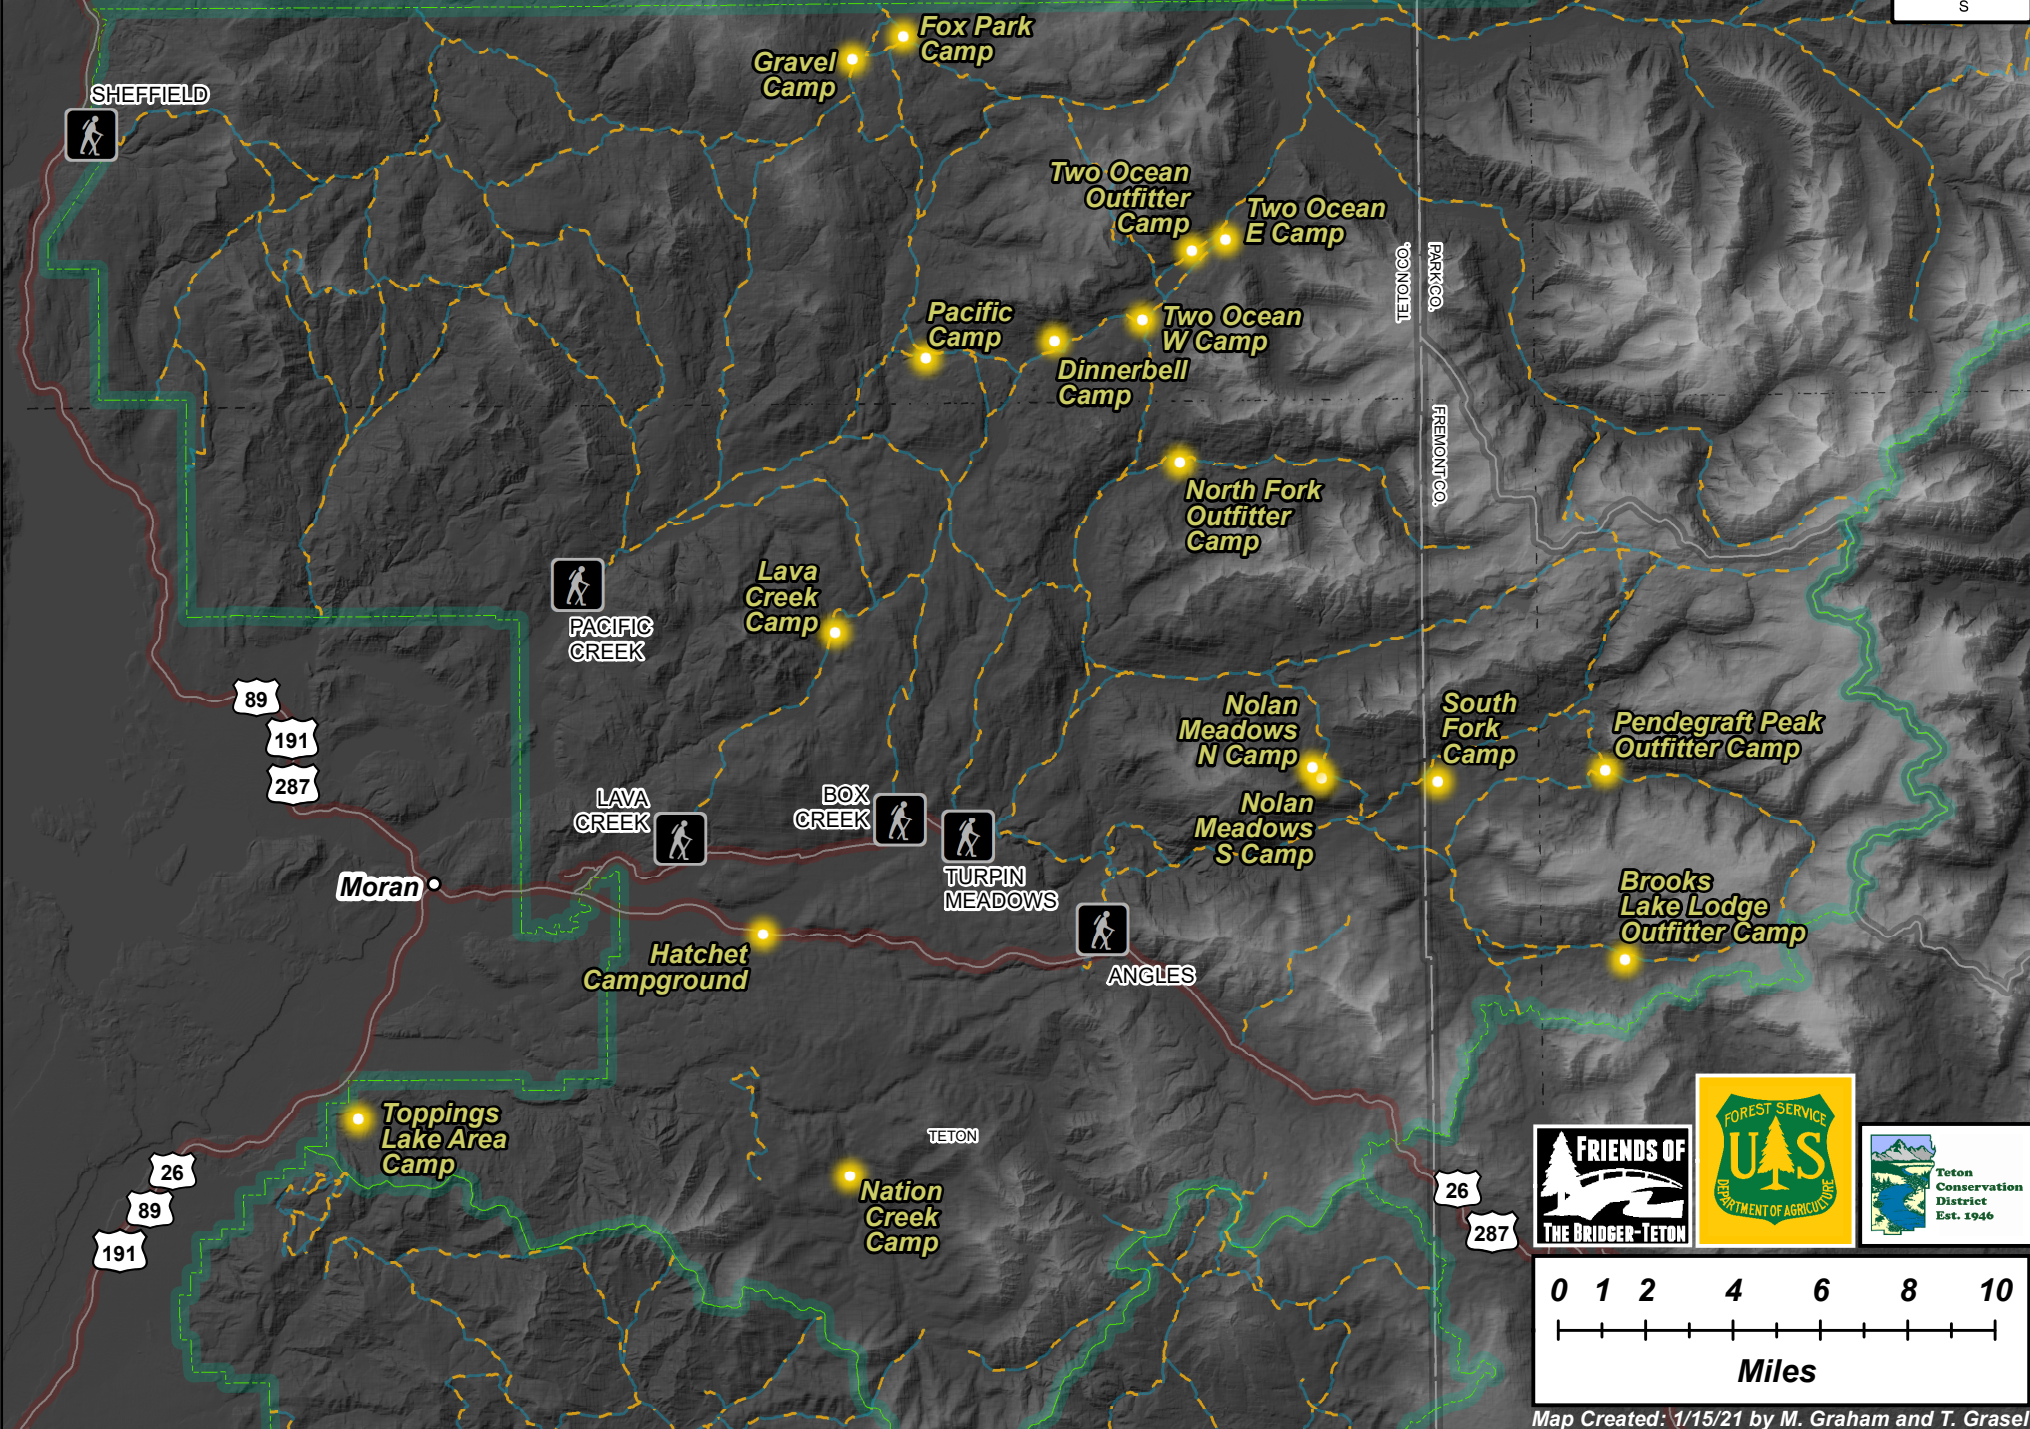 S
Fox Park
Camp
Gravel
Camp
SHEFFIELD
Two Ocean
Outfitter
Camp
Two Ocean
E Camp
TETON CO.
PARK CO.
Pacific
Camp
Two Ocean
W Camp
Dinnerbell
Camp
FREMONT CO.
North Fork
Outfitter
Camp
Lava
Creek
Camp
PACIFIC
CREEK
89
191
287
Nolan
Meadows
N Camp
South
Fork
Camp
Pendegraft Peak
Outfitter Camp
LAVA
CREEK
BOX
CREEK
Nolan
Meadows
S Camp
TURPIN
MEADOWS
Moran
Brooks
Lake Lodge
Outfitter Camp
Hatchet
Campground
ANGLES
Toppings
Lake Area
Camp
TETON
26
89
191
Nation
Creek
Camp
26
287
FRIENDS OF
THE BRIDGER-TETON
FOREST SERVICE
US
DEPARTMENT OF AGRICULTURE
Teton
Conservation
District
Est. 1946
0 1 2 4 6 8 10
Miles
Map Created: 1/15/21 by M. Graham and T. Grasel